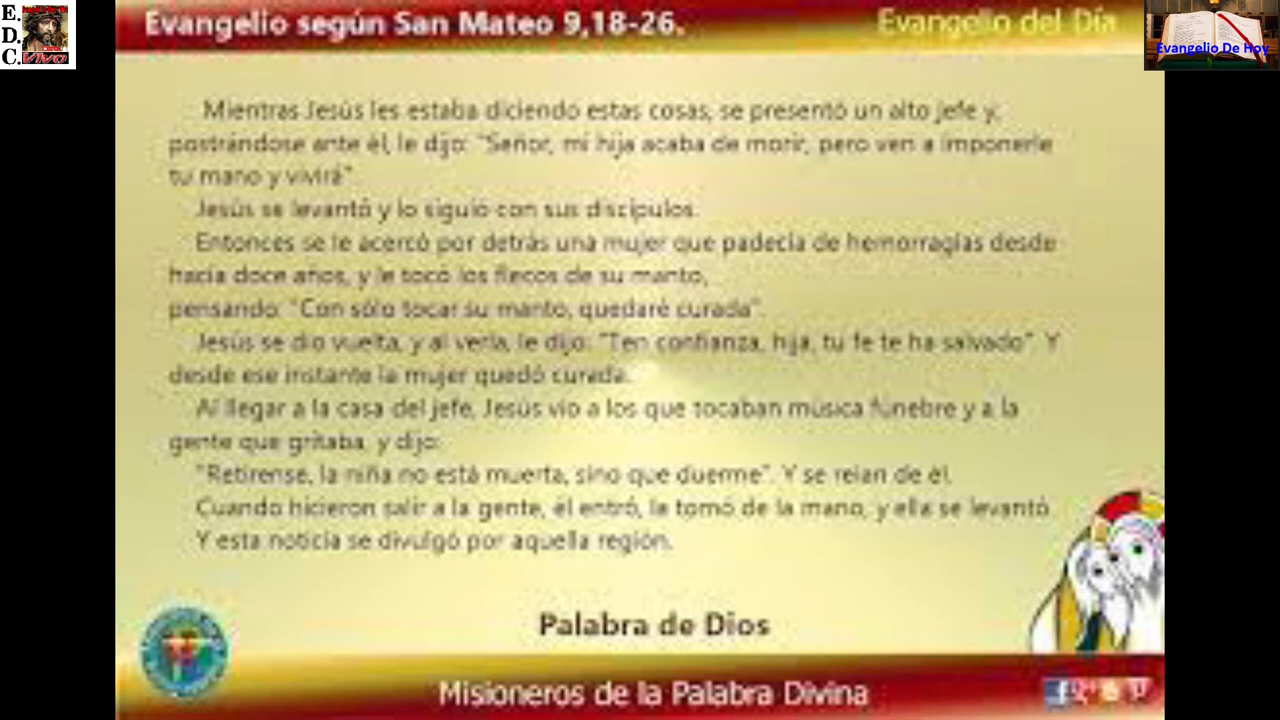 E.
D.
C.
VIVO
Evangelio según San Mateo 9,18-26.
Evangelio del Día
Evangelio De Hoy
Mientras Jesús les estaba diciendo estas cosas, se presentó un alto jefe y,
postrándose ante él, le dijo: "Señor, mi hija acaba de morir, pero ven a imponerle
tu mano y vivirá".
Jesús se levantó y lo siguió con sus discípulos.
Entonces se le acercó por detrás una mujer que padecía de hemorragias desde
hacía doce años, y le tocó los flecos de su manto,
pensando: "Con sólo tocar su manto, quedaré curada".
Jesús se dio vuelta, y al verla, le dijo: "Ten confianza, hija, tu fe te ha salvado". Y
desde ese instante la mujer quedó curada.
Al llegar a la casa del jefe, Jesús vio a los que tocaban música fúnebre y a la
gente que gritaba, y dijo:
"Retírense, la niña no está muerta, sino que duerme". Y se reían de él.
Cuando hicieron salir a la gente, él entró, la tomó de la mano, y ella se levantó.
Y esta noticia se divulgó por aquella región.
Palabra de Dios
Misioneros de la Palabra Divina